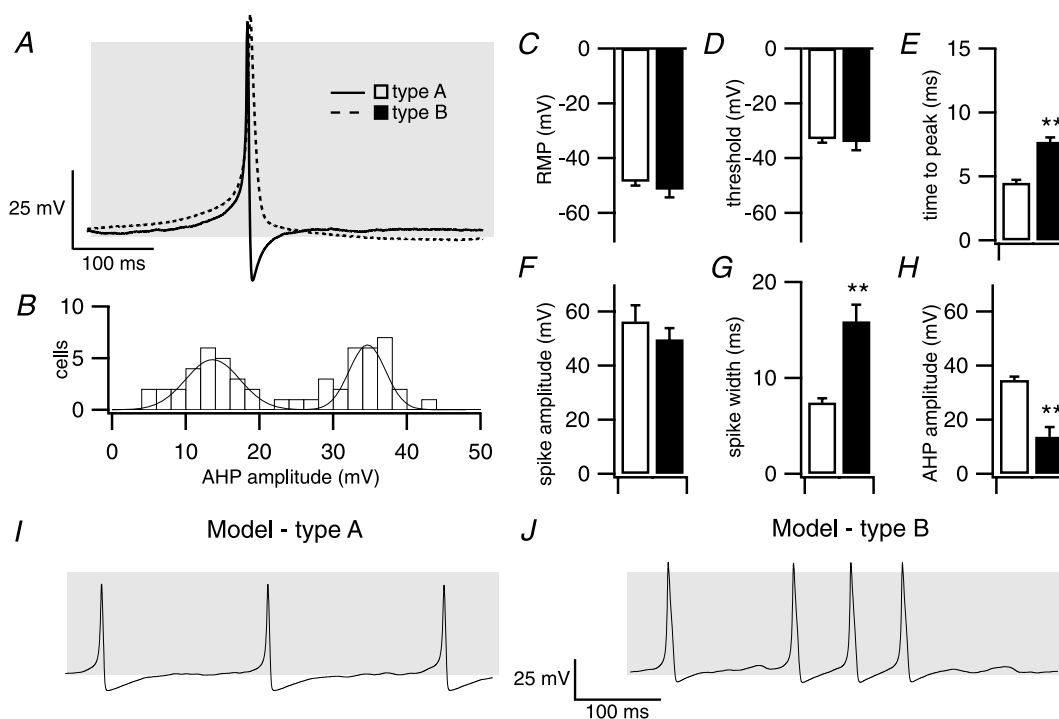 A
type A
type B
25 mV
100 ms
B
10
5
0
cells
0 10 20 30 40 50
AHP amplitude (mV)
C
0
-20
-40
-60
RMP (mV)
D
0
-20
-40
-60
threshold (mV)
E
15
10
5
0
time to peak (ms)
**
F
60
40
20
0
spike amplitude (mV)
G
20
10
0
spike width (ms)
**
H
60
40
20
0
AHP amplitude (mV)
**
I
Model - type A
J
Model - type B
25 mV
100 ms